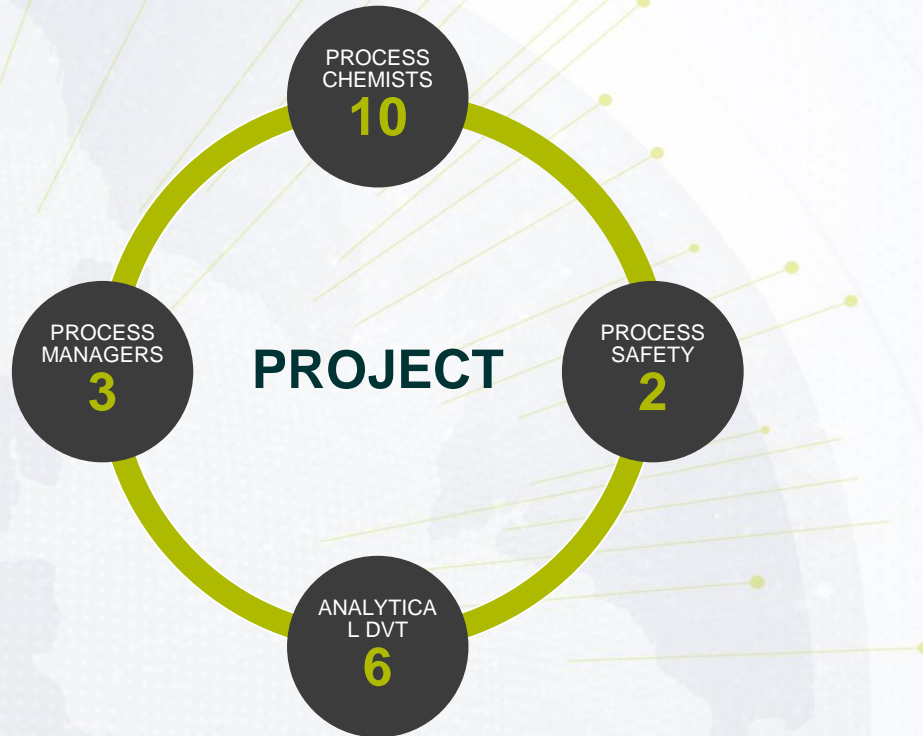 PROCESS
CHEMISTS
10
PROCESS
MANAGERS
3
PROJECT
PROCESS
SAFETY
2
ANALYTICA
L DVT
6